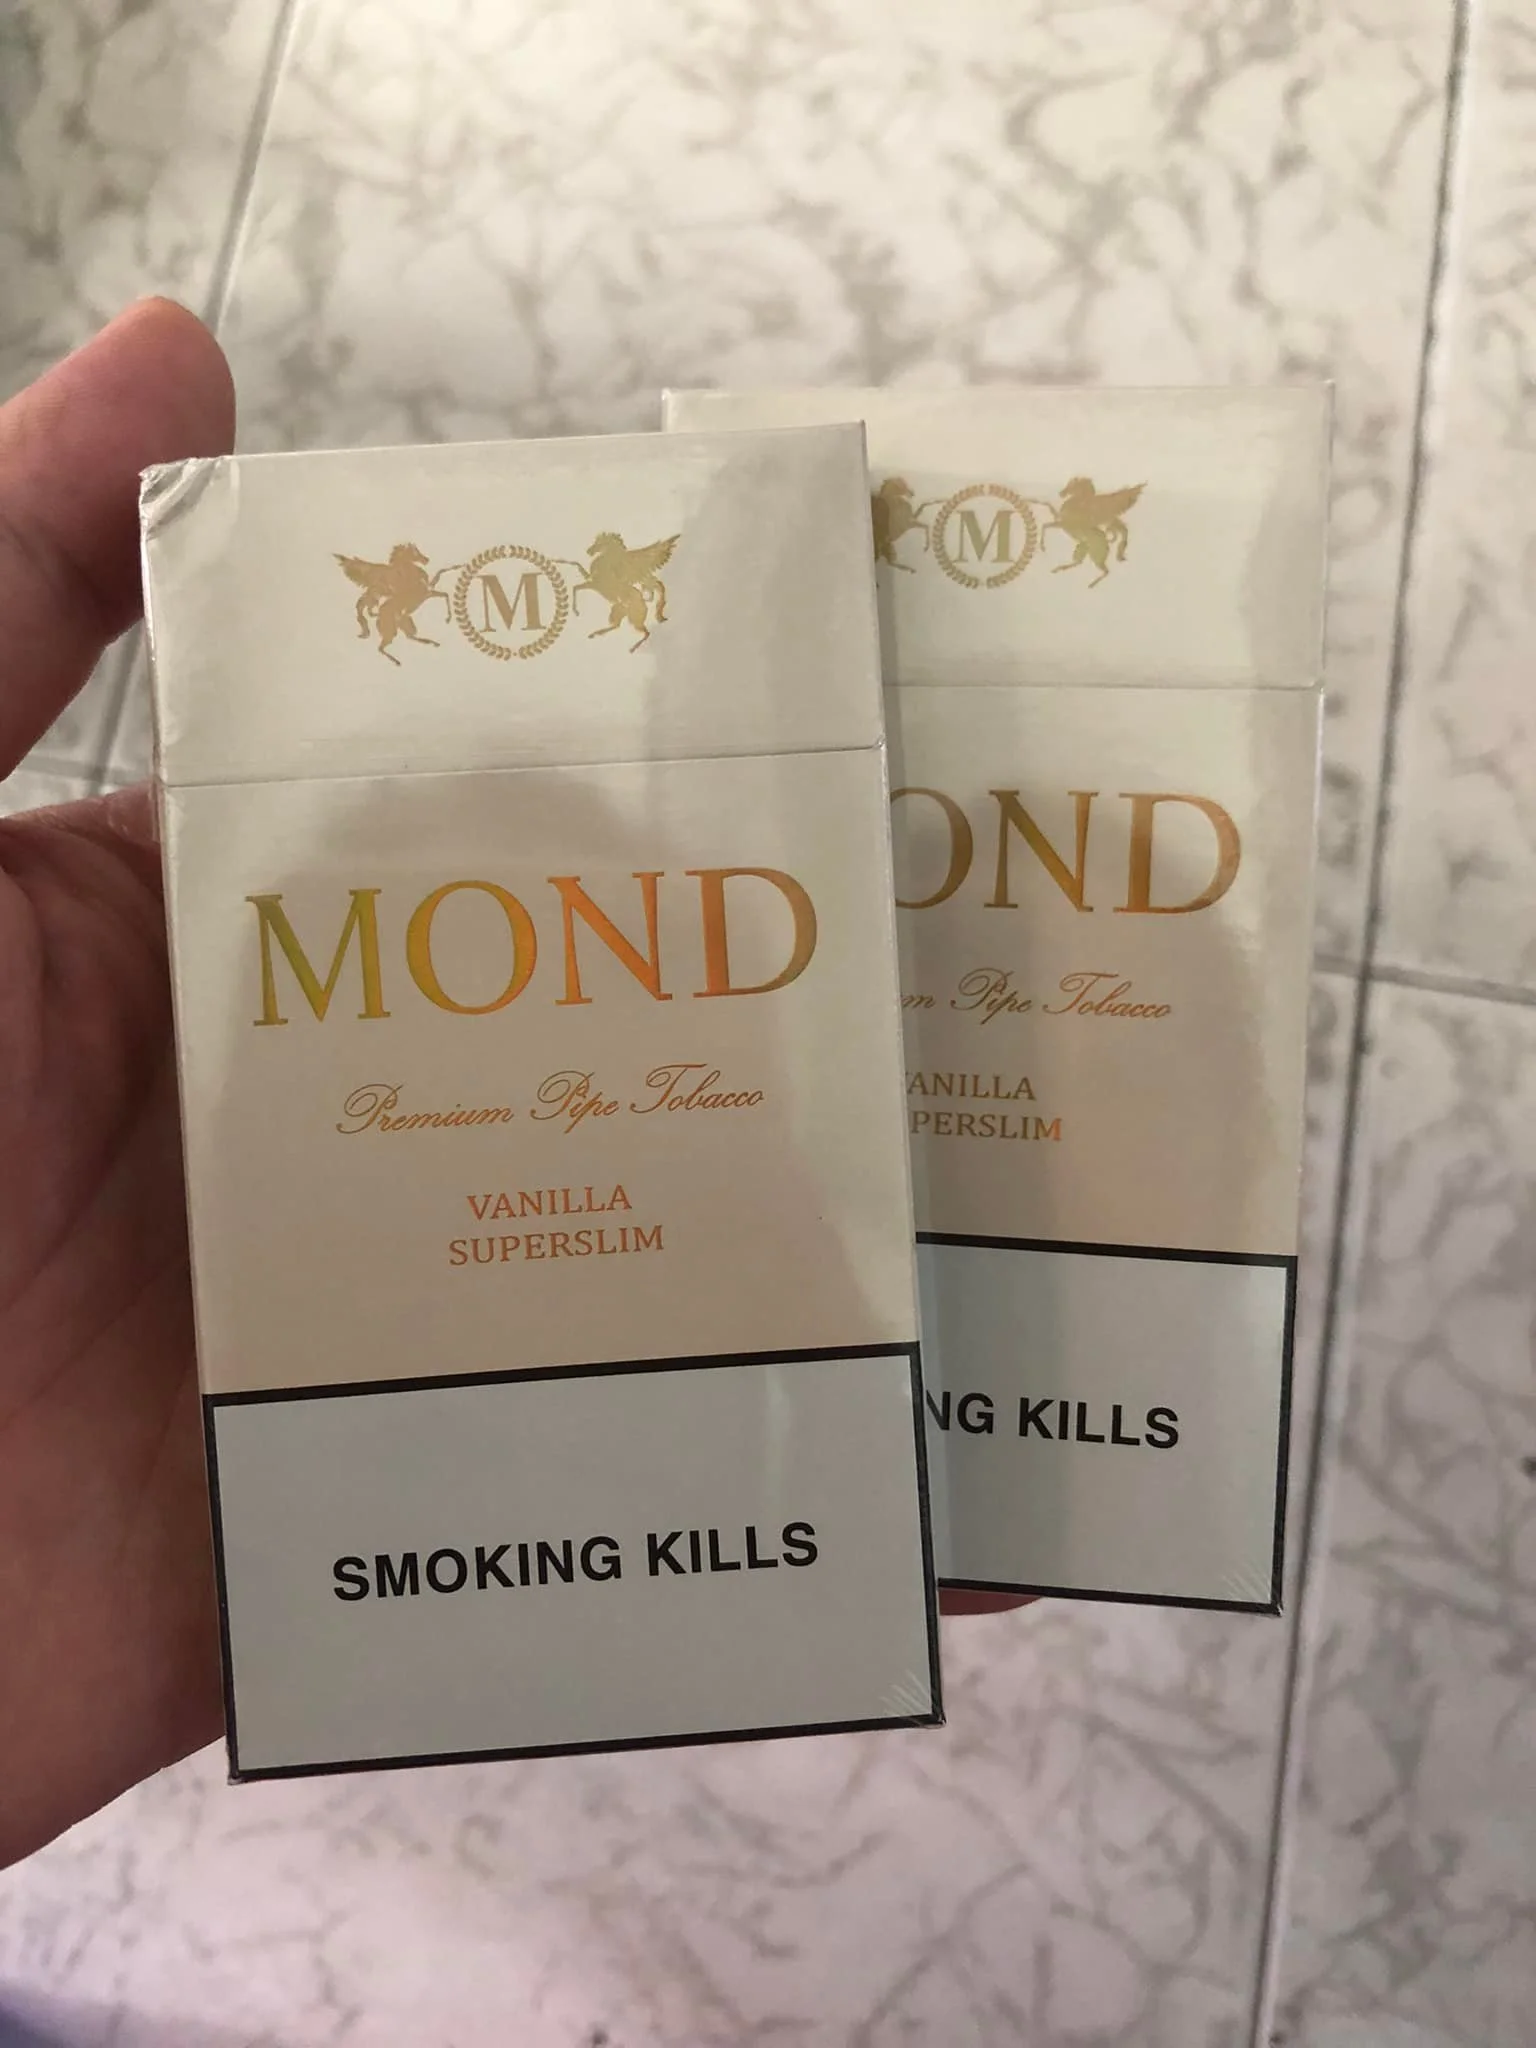 M
MOND
Premium Pipe Tobacco
VANILLA
SUPERSLIM
SMOKING KILLS
M
OND
m Pipe Tobacco
VANILLA
PERSLIM
NG KILLS